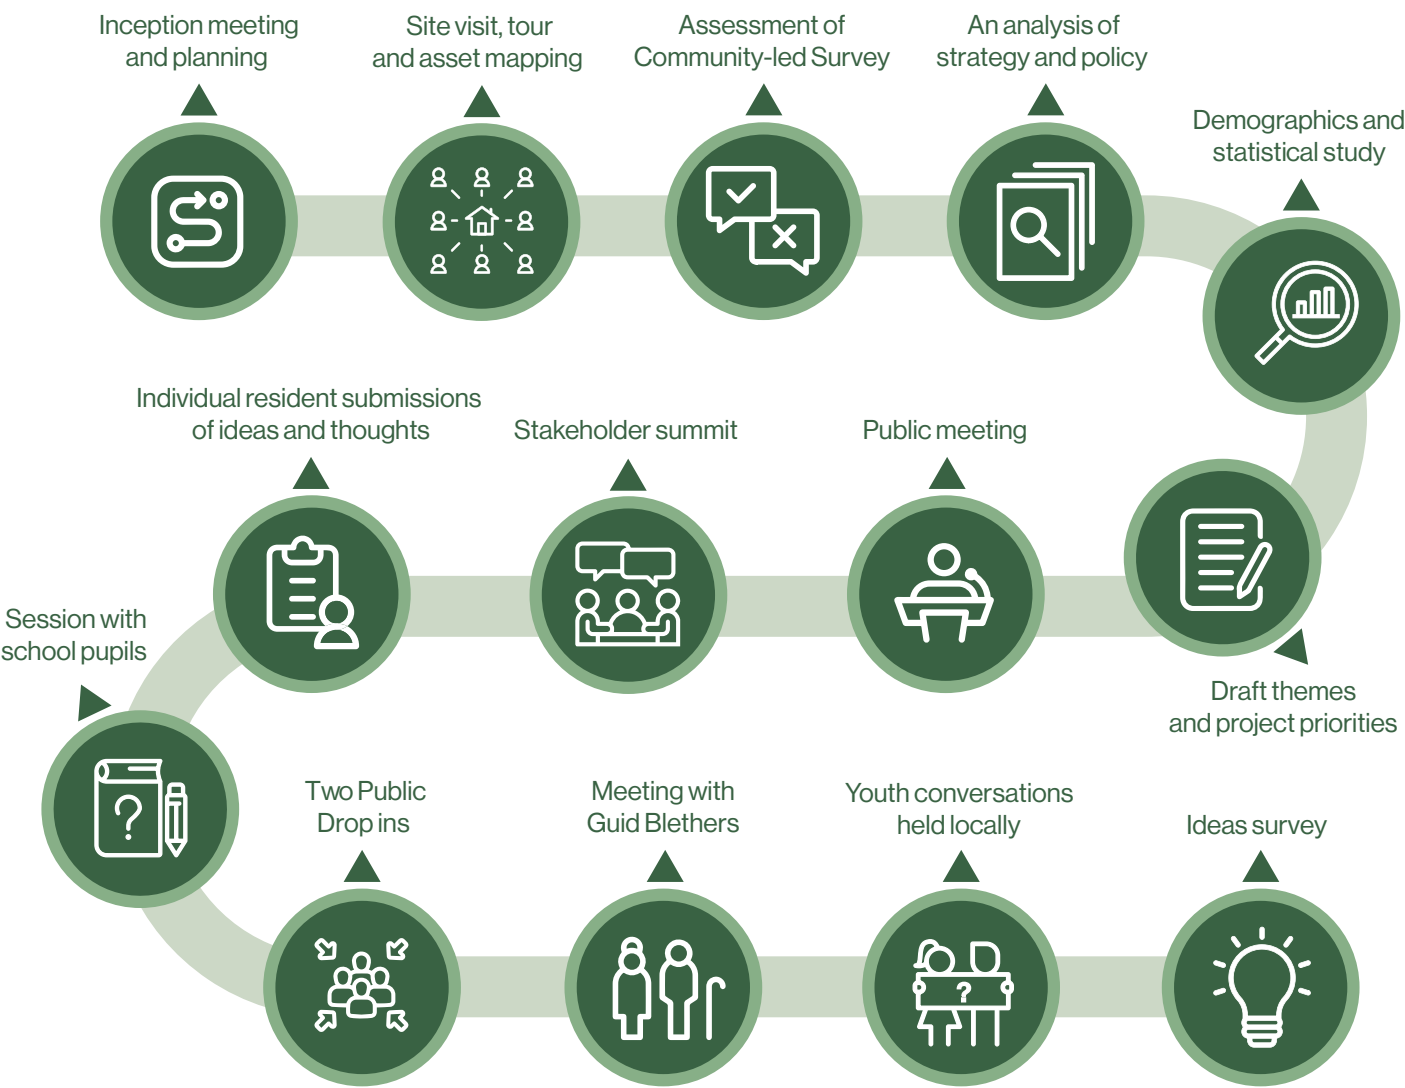 Inception meeting
and planning
Site visit, tour
and asset mapping
Assessment of
Community-led Survey
An analysis of
strategy and policy
Demographics and
statistical study
Draft themes
and project priorities
Public meeting
Stakeholder summit
Individual resident submissions
of ideas and thoughts
Session with
school pupils
?
Two Public
Drop ins
Meeting with
Guid Blethers
Youth conversations
held locally
?
Ideas survey